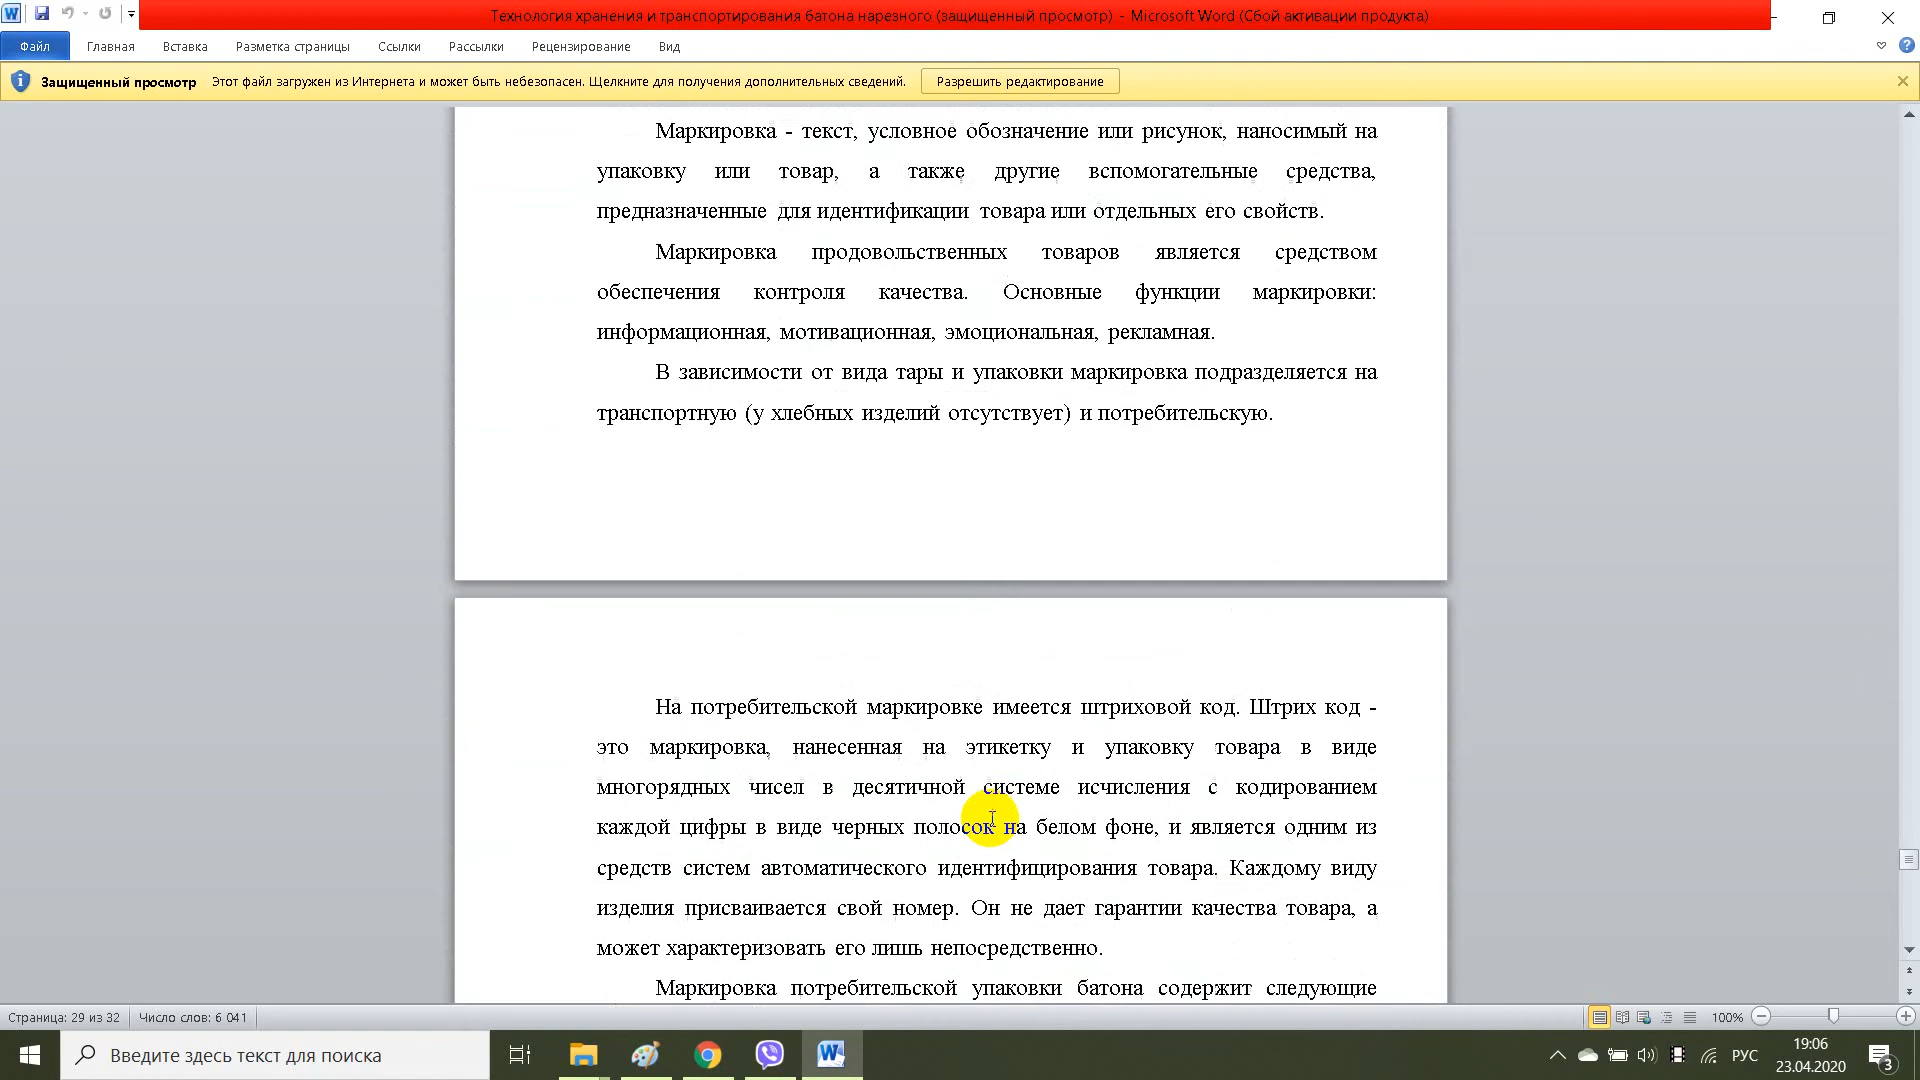 Технология хранения и транспортирования батона нарезного (защищенный просмотр) - Microsoft Word (Сбой активации продукта)
Файл Главная Вставка Разметка страницы Ссылки Рассылки Рецензирование Вид
Защищенный просмотр Этот файл загружен из Интернета и может быть небезопасен. Щелкните для получения дополнительных сведений. Разрешить редактирование
Маркировка - текст, условное обозначение или рисунок, наносимый на
упаковку или товар, а также другие вспомогательные средства,
предназначенные для идентификации товара или отдельных его свойств.
Маркировка продовольственных товаров является средством
обеспечения контроля качества. Основные функции маркировки:
информационная, мотивационная, эмоциональная, рекламная.
В зависимости от вида тары и упаковки маркировка подразделяется на
транспортную (у хлебных изделий отсутствует) и потребительскую.
На потребительской маркировке имеется штриховой код. Штрих код -
это маркировка, нанесенная на этикетку и упаковку товара в виде
многорядных чисел в десятичной системе исчисления с кодированием
каждой цифры в виде черных полосок на белом фоне, и является одним из
средств систем автоматического идентифицирования товара. Каждому виду
изделия присваивается свой номер. Он не дает гарантии качества товара, а
может характеризовать его лишь непосредственно.
Маркировка потребительской упаковки батона содержит следующие
Страница: 29 из 32 Число слов: 6 041 100%
Введите здесь текст для поиска РУС 19:06
23.04.2020 3